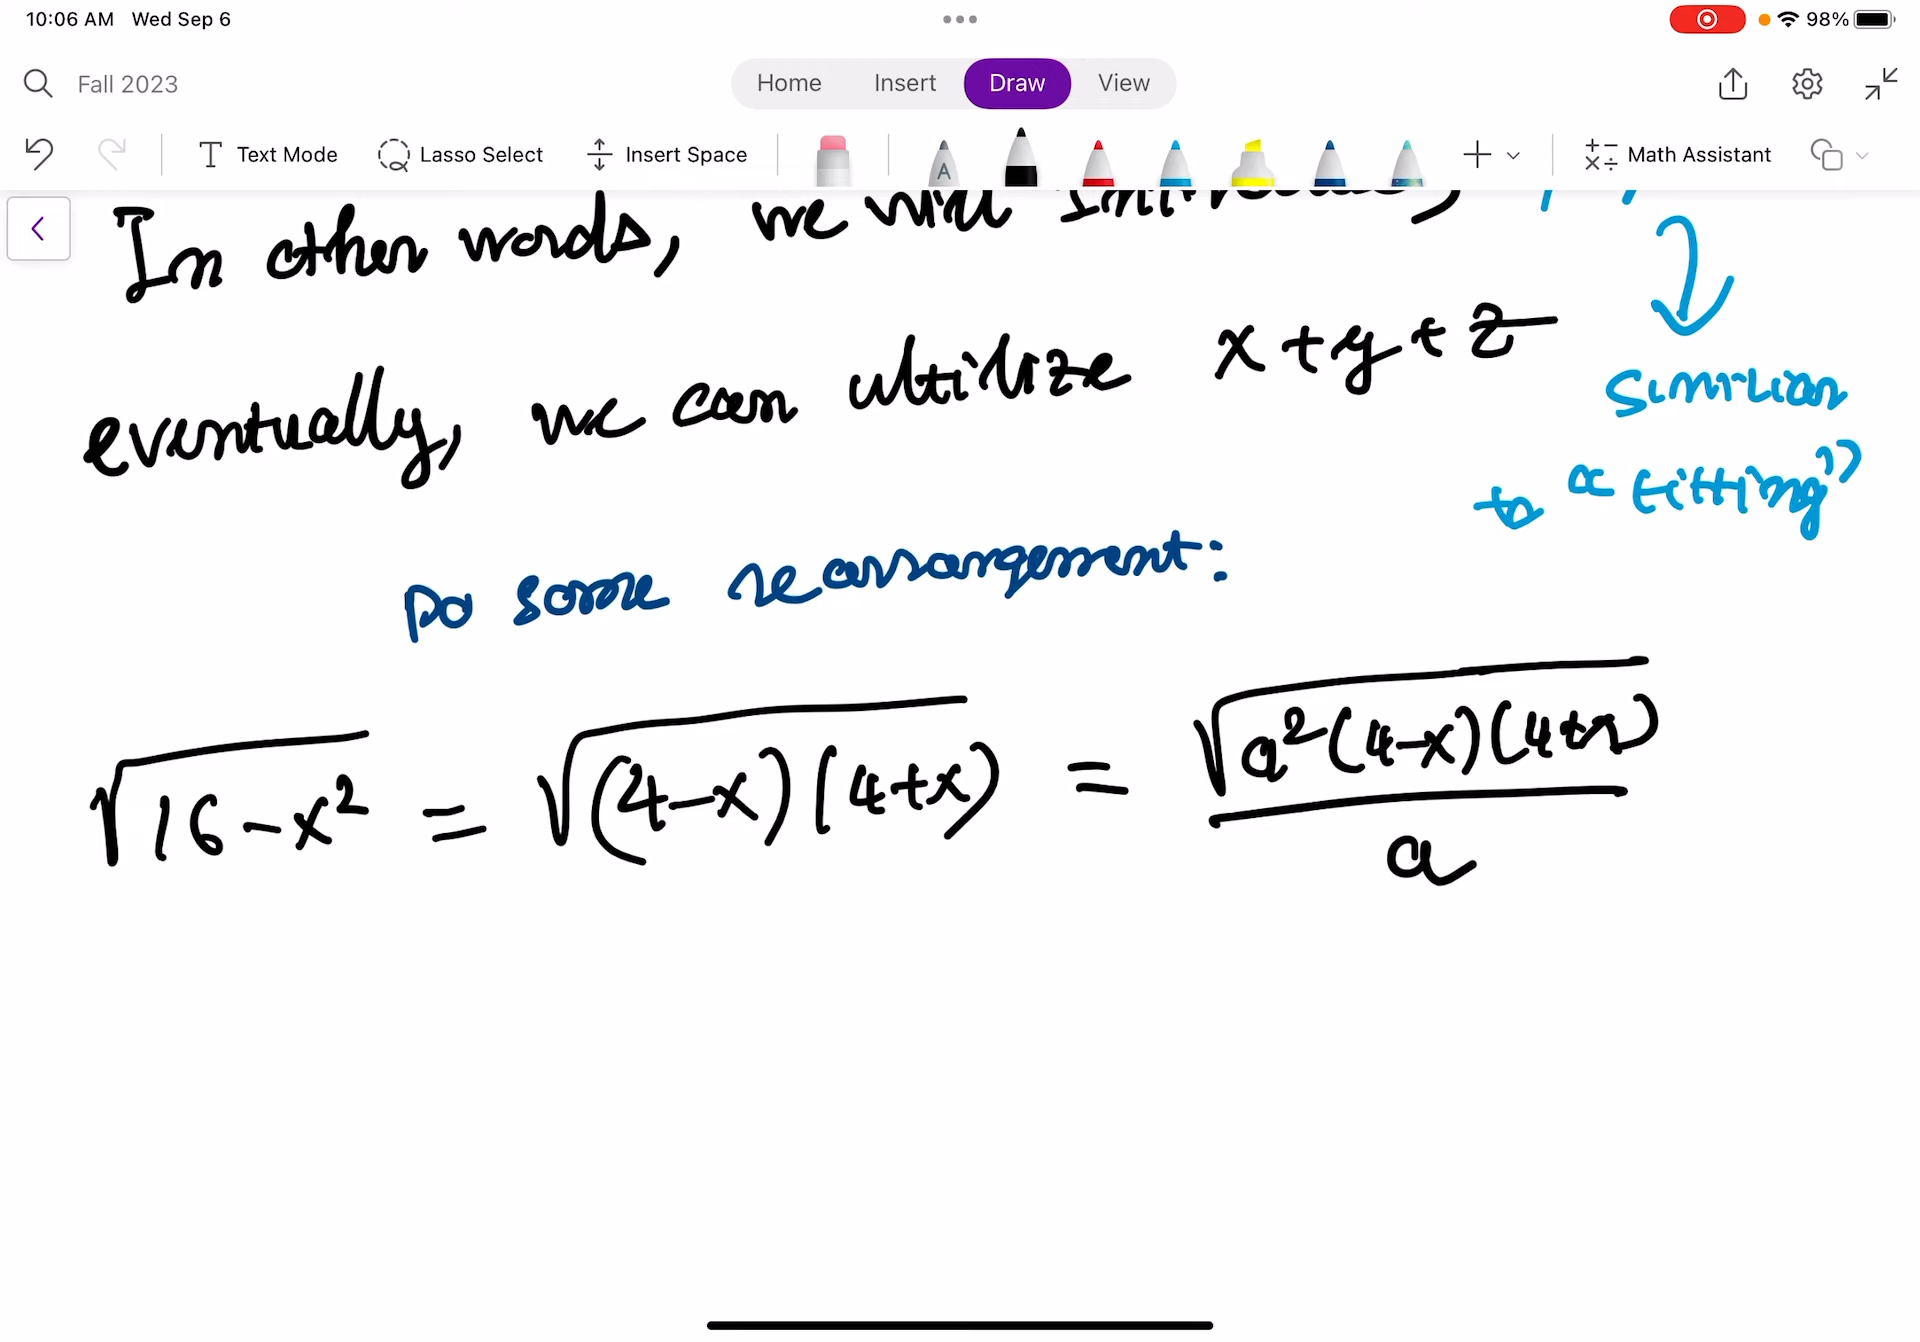 10:06 AM Wed Sep 6
98%
Fall 2023
Home Insert Draw View
Text Mode Lasso Select Insert Space A Math Assistant
In other words, we will
eventually, we can ultilize x+y+z
similar
to "fitting"
Do some rearrangement:
√(16-x²) = √((4-x)(4+x)) = √(a²(4-x)(4+x)) / a